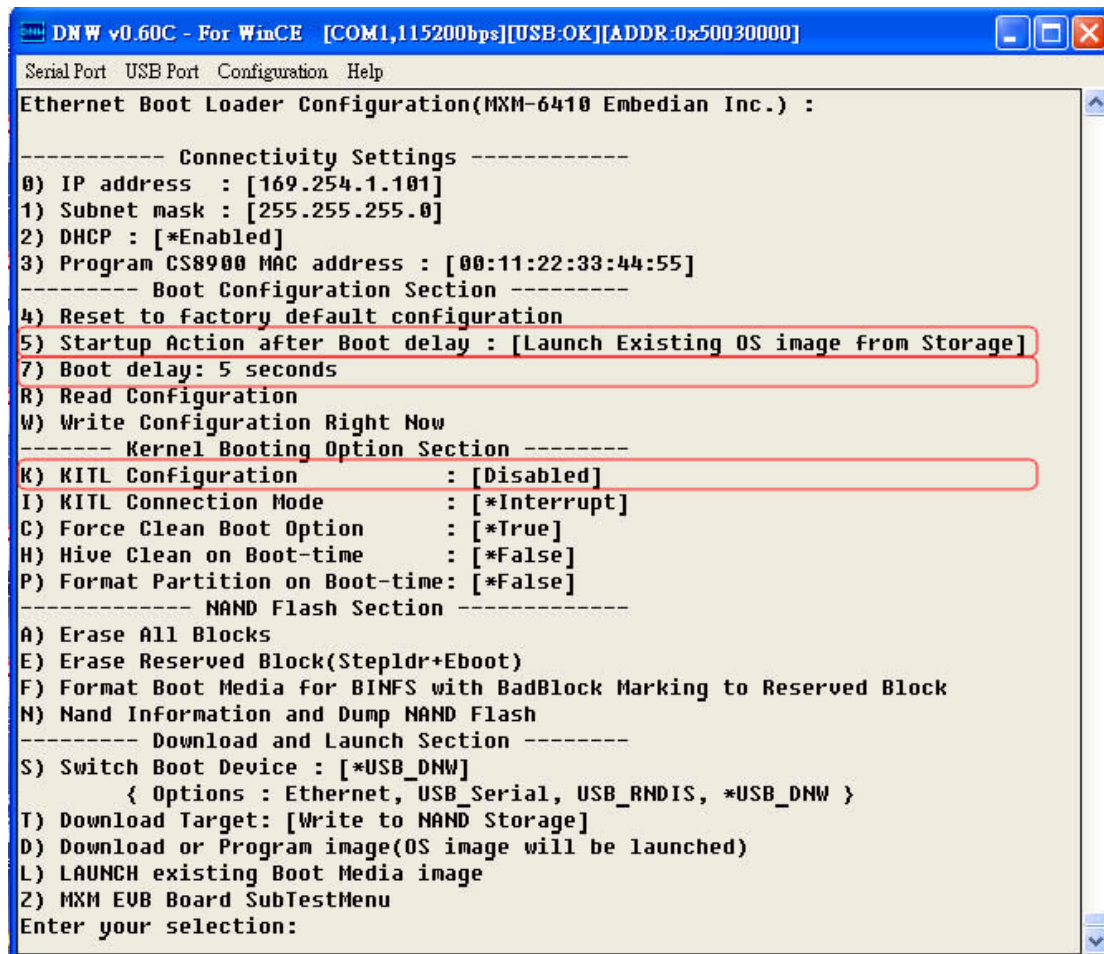 DNW v0.60C - For WinCE [COM1,115200bps][USB:OK][ADDR:0x50030000]
Serial Port USB Port Configuration Help
Ethernet Boot Loader Configuration(MXM-6410 Embedian Inc.) :
----------- Connectivity Settings ------------
0) IP address  : [169.254.1.101]
1) Subnet mask : [255.255.255.0]
2) DHCP : [*Enabled]
3) Program CS8900 MAC address : [00:11:22:33:44:55]
--------- Boot Configuration Section ---------
4) Reset to factory default configuration
5) Startup Action after Boot delay : [Launch Existing OS image from Storage]
7) Boot delay: 5 seconds
R) Read Configuration
W) Write Configuration Right Now
------- Kernel Booting Option Section --------
K) KITL Configuration           : [Disabled]
I) KITL Connection Mode         : [*Interrupt]
C) Force Clean Boot Option      : [*True]
H) Hive Clean on Boot-time      : [*False]
P) Format Partition on Boot-time: [*False]
------------- NAND Flash Section -------------
A) Erase All Blocks
E) Erase Reserved Block(Stepldr+Eboot)
F) Format Boot Media for BINFS with BadBlock Marking to Reserved Block
N) Nand Information and Dump NAND Flash
--------- Download and Launch Section --------
S) Switch Boot Device : [*USB_DNW]
{ Options : Ethernet, USB_Serial, USB_RNDIS, *USB_DNW }
T) Download Target: [Write to NAND Storage]
D) Download or Program image(OS image will be launched)
L) LAUNCH existing Boot Media image
Z) MXM EVB Board SubTestMenu
Enter your selection: